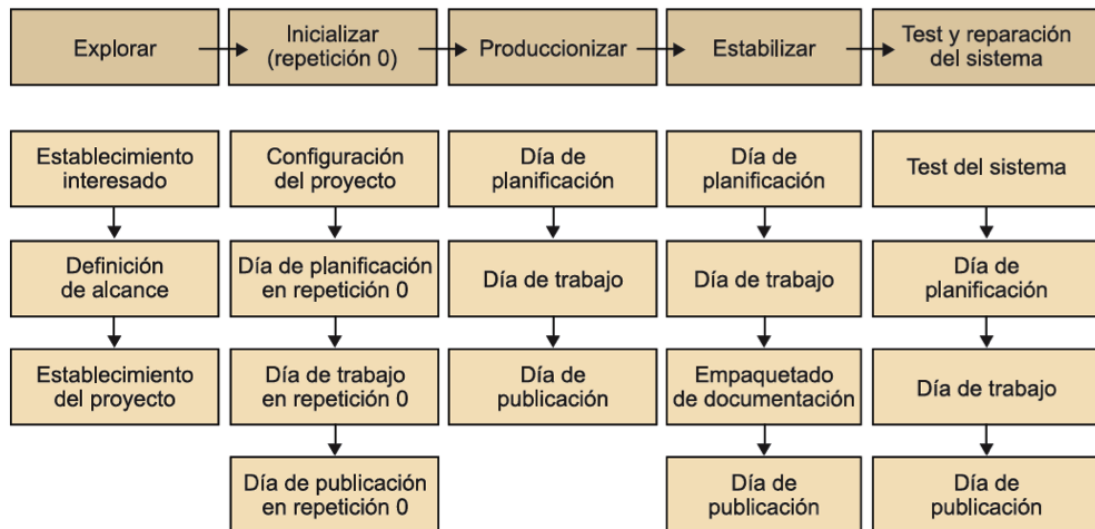 Explorar
Inicializar
(repetición 0)
Produccionizar
Estabilizar
Test y reparación
del sistema
Establecimiento
interesado
Configuración
del proyecto
Día de
planificación
Día de
planificación
Test del sistema
Definición
de alcance
Día de planificación
en repetición 0
Día de trabajo
Día de trabajo
Día de
planificación
Establecimiento
del proyecto
Día de trabajo
en repetición 0
Día de
publicación
Empaquetado
de documentación
Día de trabajo
Día de publicación
en repetición 0
Día de
publicación
Día de
publicación